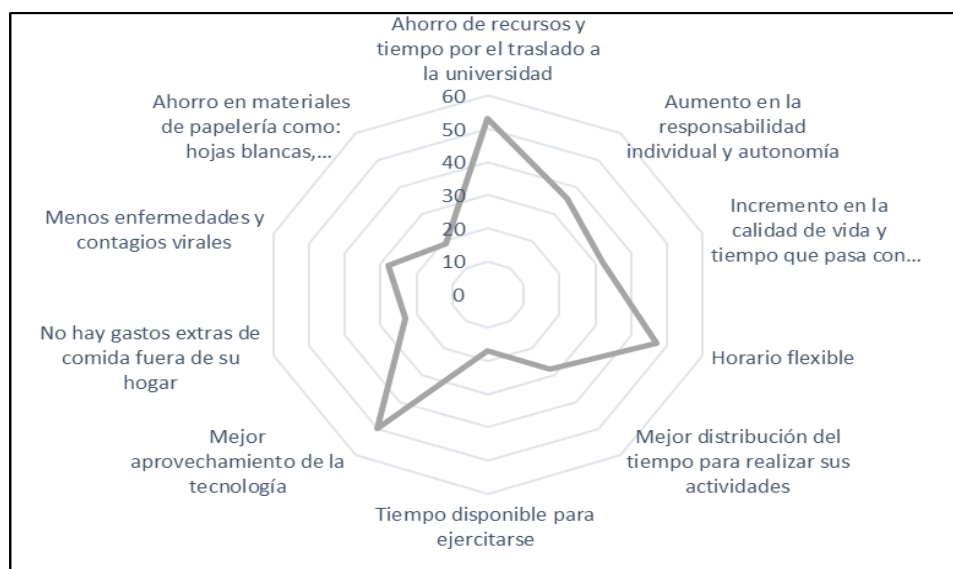 Ahorro de recursos y
tiempo por el traslado a
la universidad
60
50
40
30
20
10
0
Aumento en la
responsabilidad
individual y autonomía
Incremento en la
calidad de vida y
tiempo que pasa con...
Horario flexible
Mejor distribución del
tiempo para realizar sus
actividades
Tiempo disponible para
ejercitarse
Mejor
aprovechamiento de la
tecnología
No hay gastos extras de
comida fuera de su
hogar
Menos enfermedades y
contagios virales
Ahorro en materiales
de papelería como:
hojas blancas,...